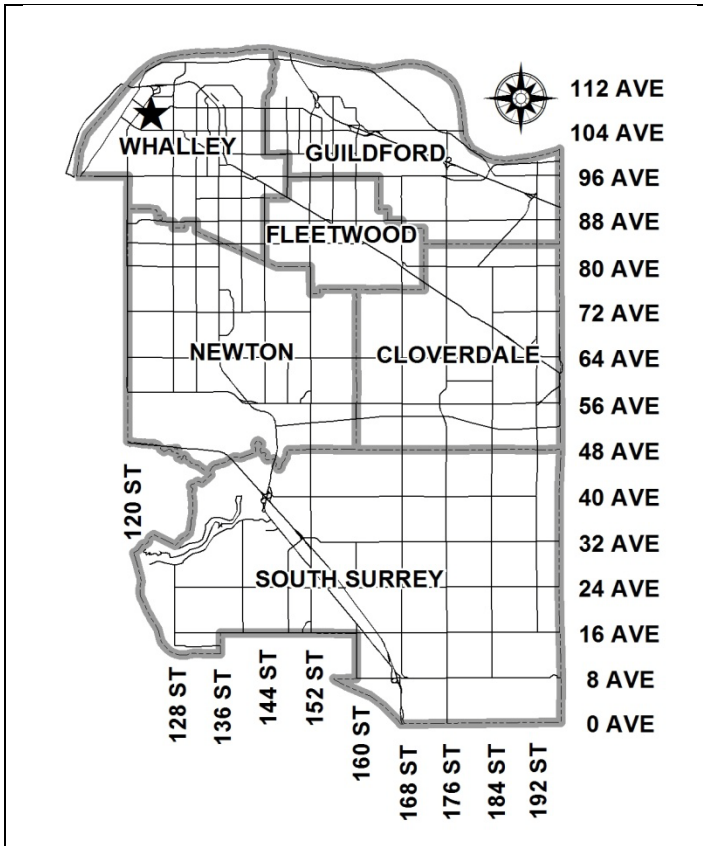 112 AVE
104 AVE
WHALLEY
GUILDFORD
96 AVE
88 AVE
FLEETWOOD
80 AVE
72 AVE
NEWTON
CLOVERDALE
64 AVE
56 AVE
48 AVE
120 ST
40 AVE
32 AVE
SOUTH SURREY
24 AVE
16 AVE
8 AVE
0 AVE
128 ST
136 ST
144 ST
152 ST
160 ST
168 ST
176 ST
184 ST
192 ST